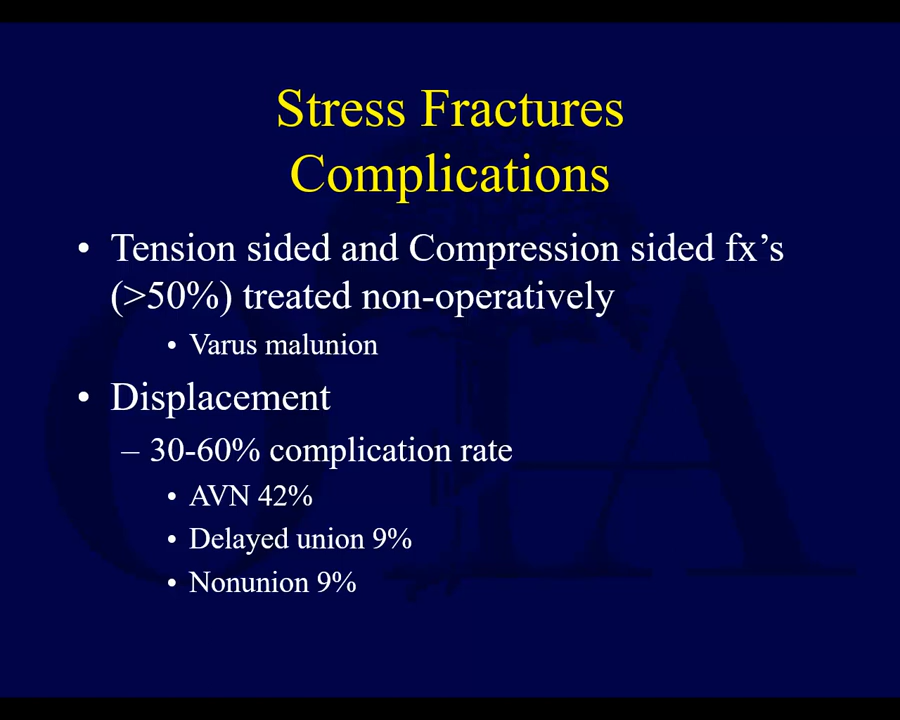 Stress Fractures
Complications
• Tension sided and Compression sided fx’s
(>50%) treated non-operatively
• Varus malunion
• Displacement
– 30-60% complication rate
• AVN 42%
• Delayed union 9%
• Nonunion 9%
OTA